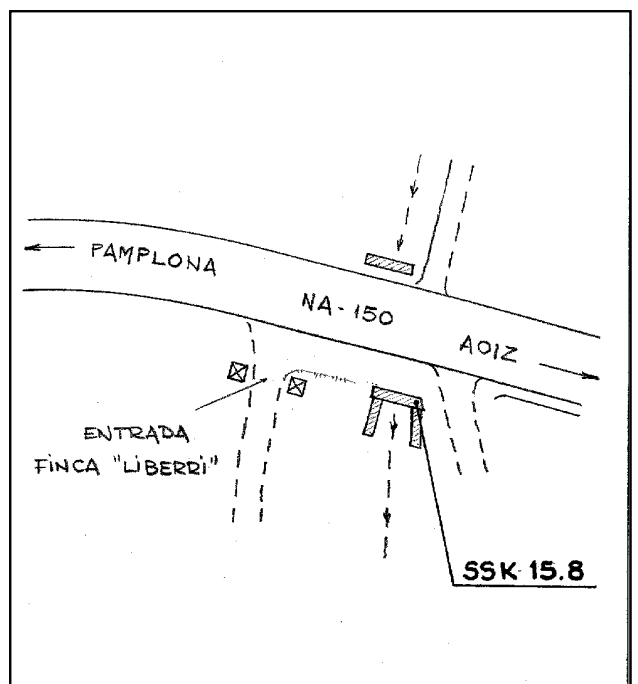 PAMPLONA
NA-150
AOIZ
ENTRADA
FINCA "LIBERRI"
SSK 15.8